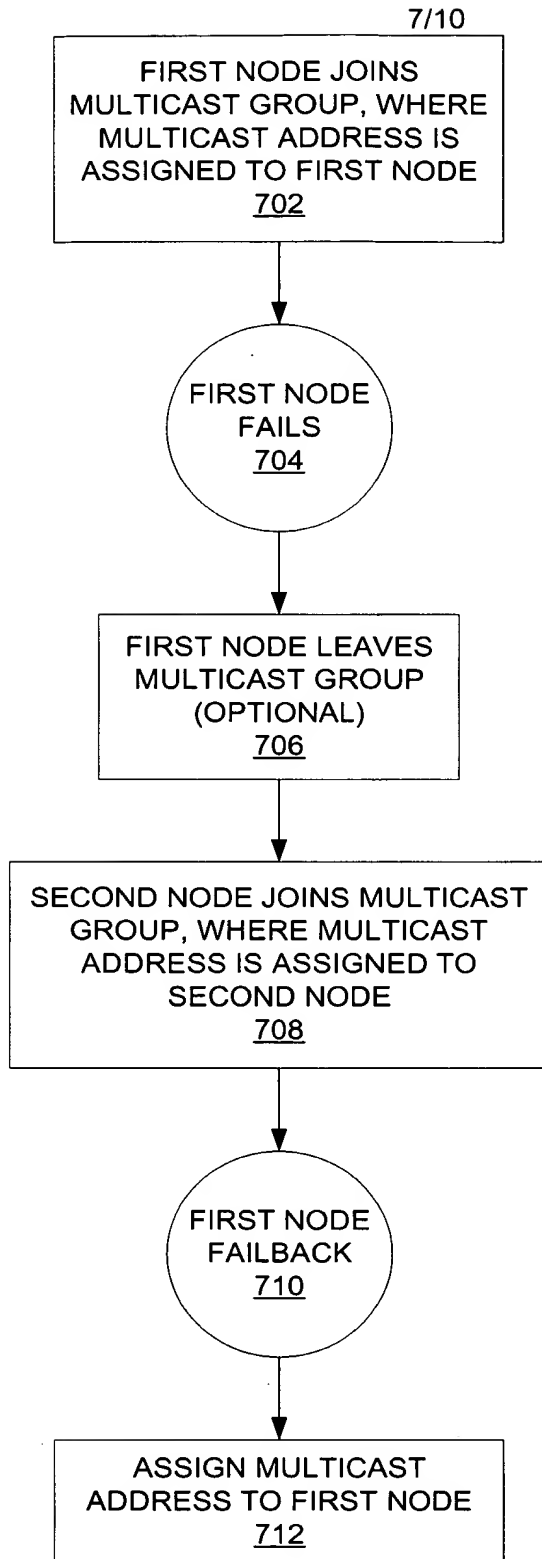 7/10
FIRST NODE JOINS
MULTICAST GROUP, WHERE
MULTICAST ADDRESS IS
ASSIGNED TO FIRST NODE
702
FIRST NODE
FAILS
704
FIRST NODE LEAVES
MULTICAST GROUP
(OPTIONAL)
706
SECOND NODE JOINS MULTICAST
GROUP, WHERE MULTICAST
ADDRESS IS ASSIGNED TO
SECOND NODE
708
FIRST NODE
FAILBACK
710
ASSIGN MULTICAST
ADDRESS TO FIRST NODE
712